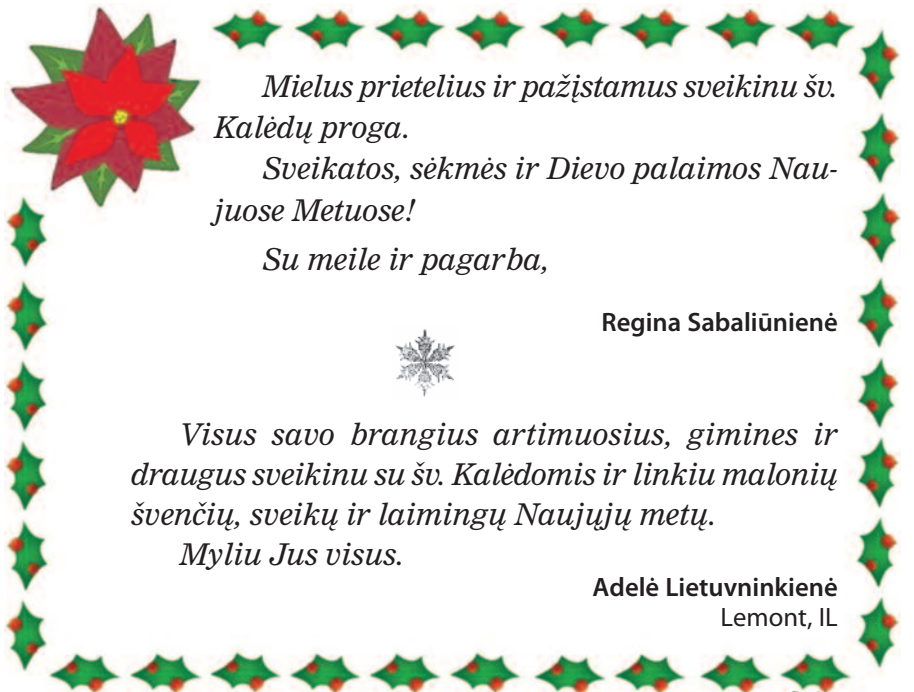 Mielus prietelius ir pažįstamus sveikinu šv.
Kalėdų proga.
Sveikatos, sėkmės ir Dievo palaimos Nau-
juose Metuose!
Su meile ir pagarba,
Regina Sabaliūnienė
Visus savo brangius artimuosius, gimines ir
draugus sveikinu su šv. Kalėdomis ir linkiu malonių
švenčių, sveikų ir laimingų Naujųjų metų.
Myliu Jus visus.
Adelė Lietuvninkienė
Lemont, IL